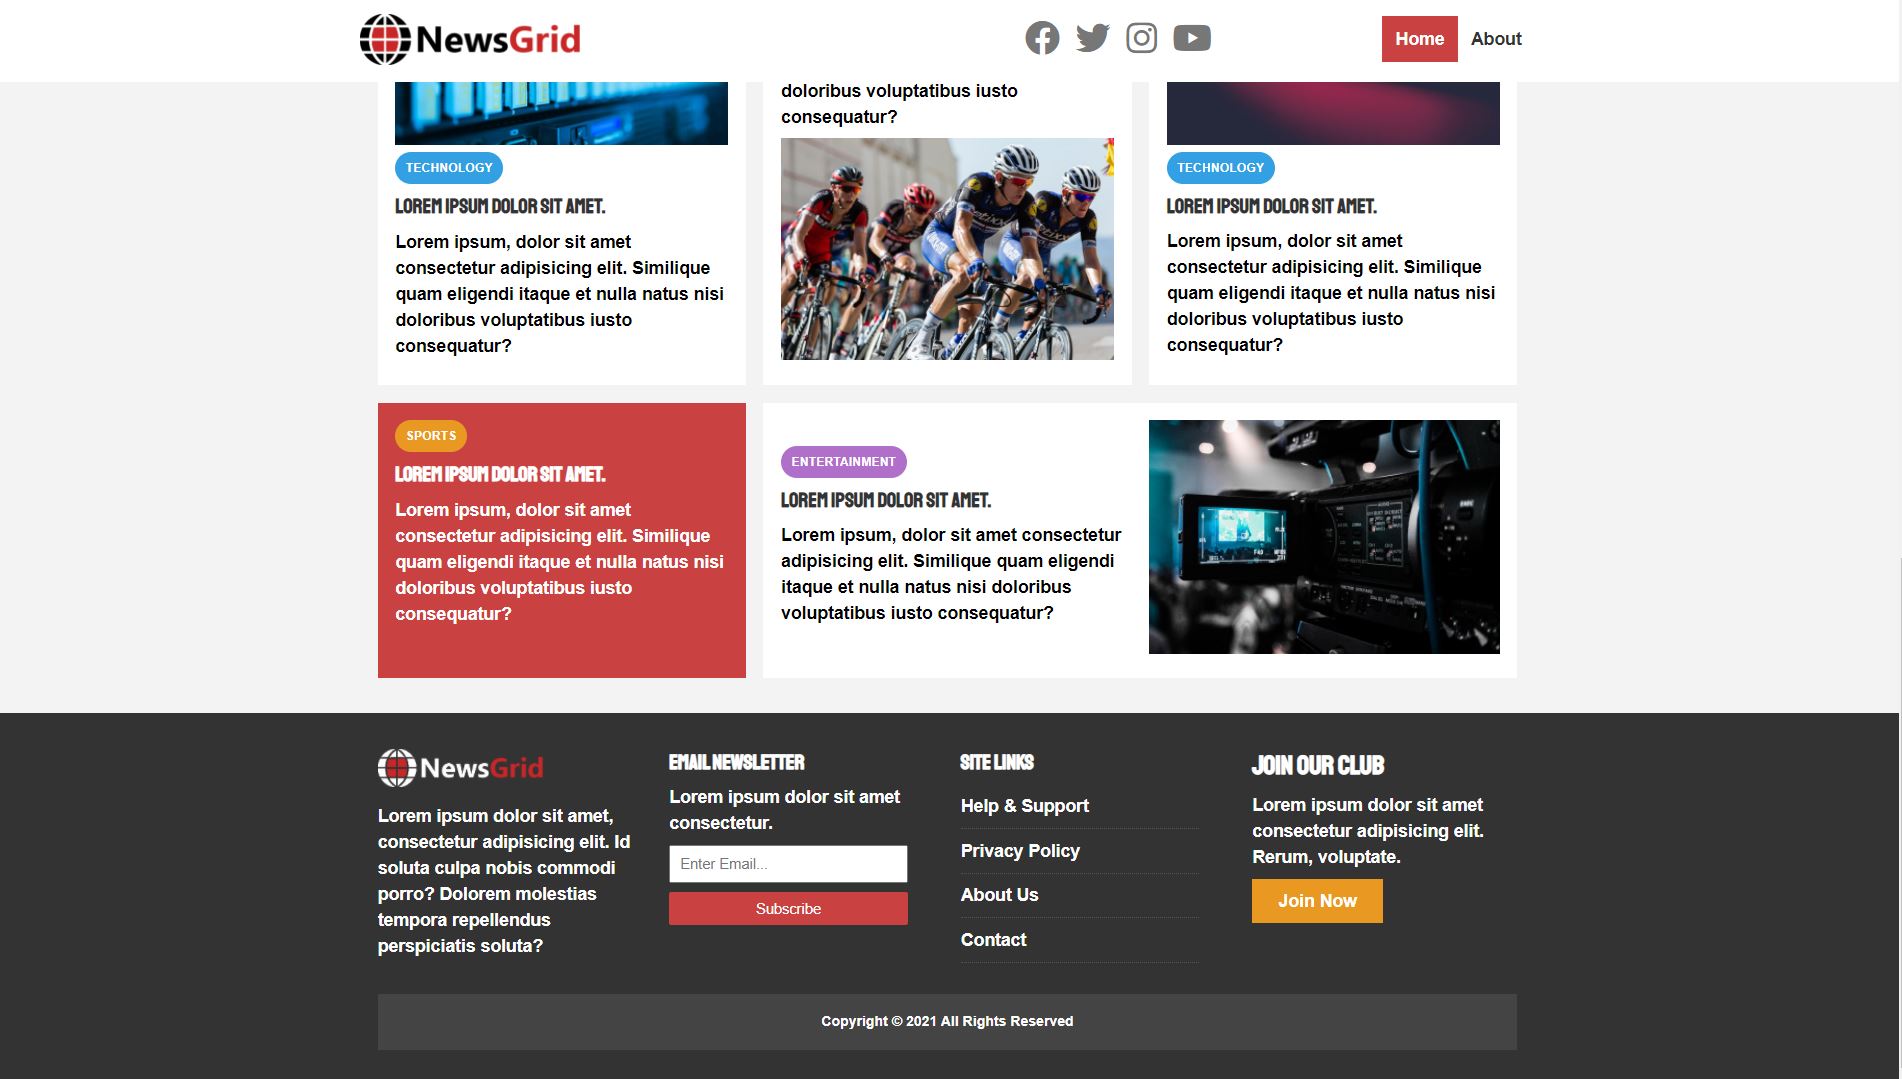 NewsGrid
Home
About
TECHNOLOGY
LOREM IPSUM DOLOR SIT AMET.
Lorem ipsum, dolor sit amet
consectetur adipisicing elit. Similique
quam eligendi itaque et nulla natus nisi
doloribus voluptatibus iusto
consequatur?
doloribus voluptatibus iusto
consequatur?
TECHNOLOGY
LOREM IPSUM DOLOR SIT AMET.
Lorem ipsum, dolor sit amet
consectetur adipisicing elit. Similique
quam eligendi itaque et nulla natus nisi
doloribus voluptatibus iusto
consequatur?
SPORTS
LOREM IPSUM DOLOR SIT AMET.
Lorem ipsum, dolor sit amet
consectetur adipisicing elit. Similique
quam eligendi itaque et nulla natus nisi
doloribus voluptatibus iusto
consequatur?
ENTERTAINMENT
LOREM IPSUM DOLOR SIT AMET.
Lorem ipsum, dolor sit amet consectetur
adipisicing elit. Similique quam eligendi
itaque et nulla natus nisi doloribus
voluptatibus iusto consequatur?
NewsGrid
Lorem ipsum dolor sit amet,
consectetur adipisicing elit. Id
soluta culpa nobis commodi
porro? Dolorem molestias
tempora repellendus
perspiciatis soluta?
EMAIL NEWSLETTER
Lorem ipsum dolor sit amet
consectetur.
Enter Email...
Subscribe
SITE LINKS
Help & Support
Privacy Policy
About Us
Contact
JOIN OUR CLUB
Lorem ipsum dolor sit amet
consectetur adipisicing elit.
Rerum, voluptate.
Join Now
Copyright © 2021 All Rights Reserved